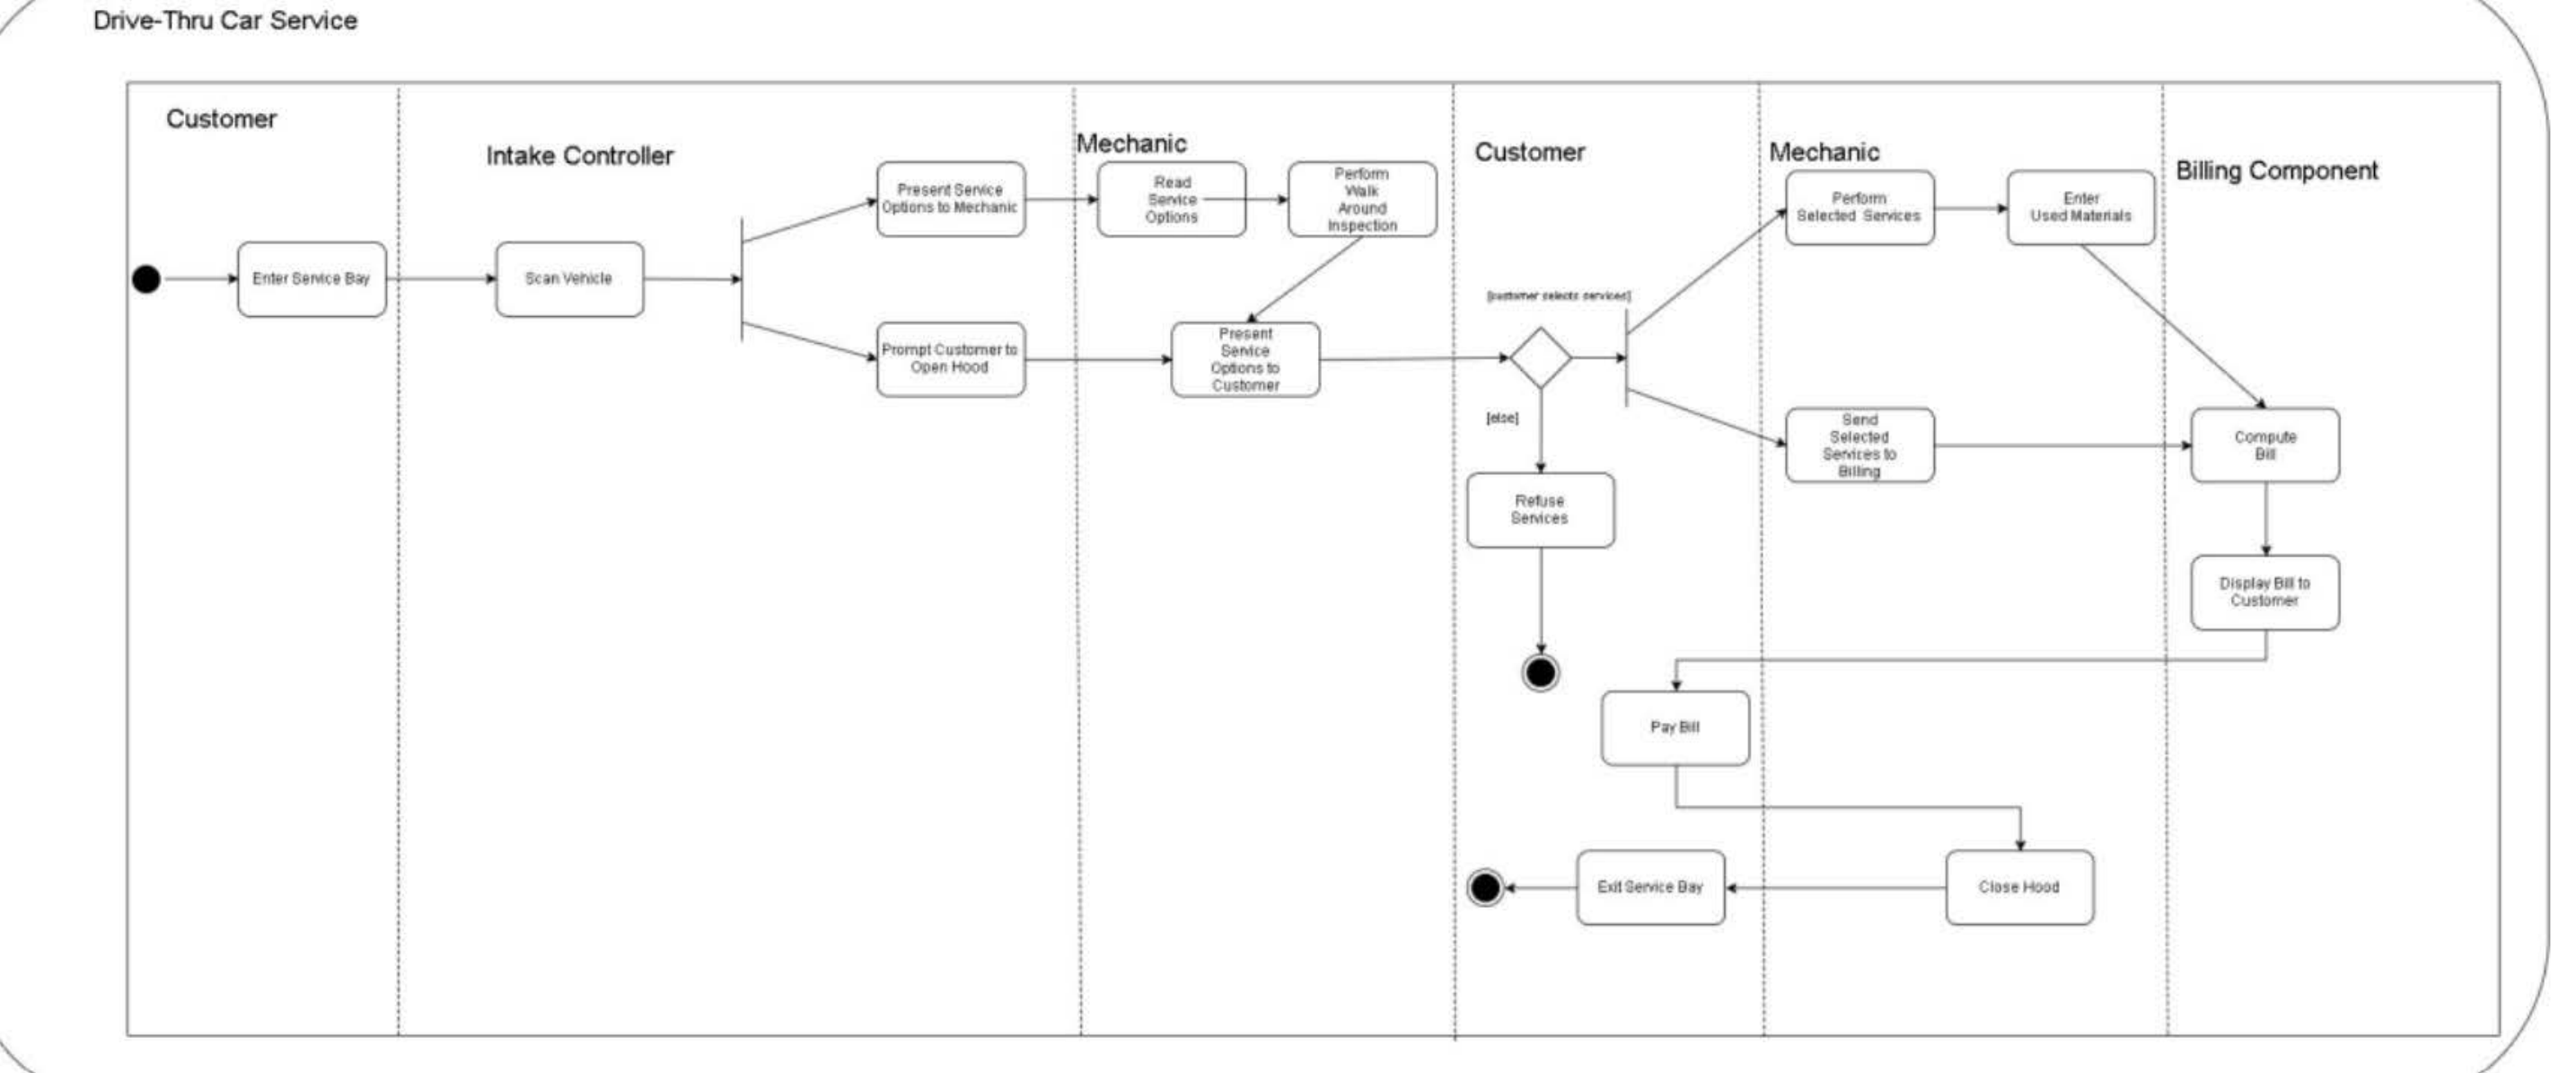 Drive-Thru Car Service
Customer
Intake Controller
Mechanic
Customer
Mechanic
Billing Component
Enter Service Bay
Scan Vehicle
Present Service
Options to Mechanic
Prompt Customer to
Open Hood
Read
Service
Options
Perform
Walk
Around
Inspection
Present
Service
Options to
Customer
[customer selects services]
[else]
Refuse
Services
Perform
Selected Services
Enter
Used Materials
Send
Selected
Services to
Billing
Compute
Bill
Display Bill to
Customer
Pay Bill
Close Hood
Exit Service Bay